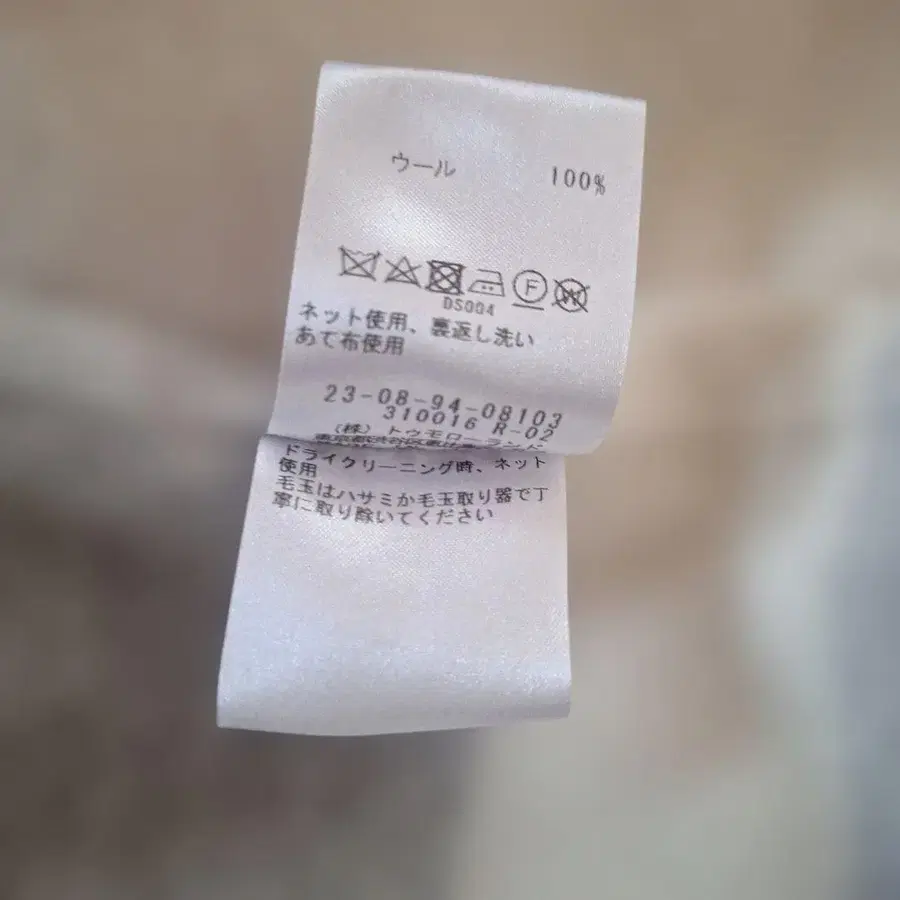 ウール 100%
F W
DS004
ネット使用、裏返し洗い
あて布使用
23-08-94-08103
310016 R-02
(株) トゥモローランド
ドライクリーニング時、ネット
使用
毛玉はハサミか毛玉取り器で丁
寧に取り除いてください